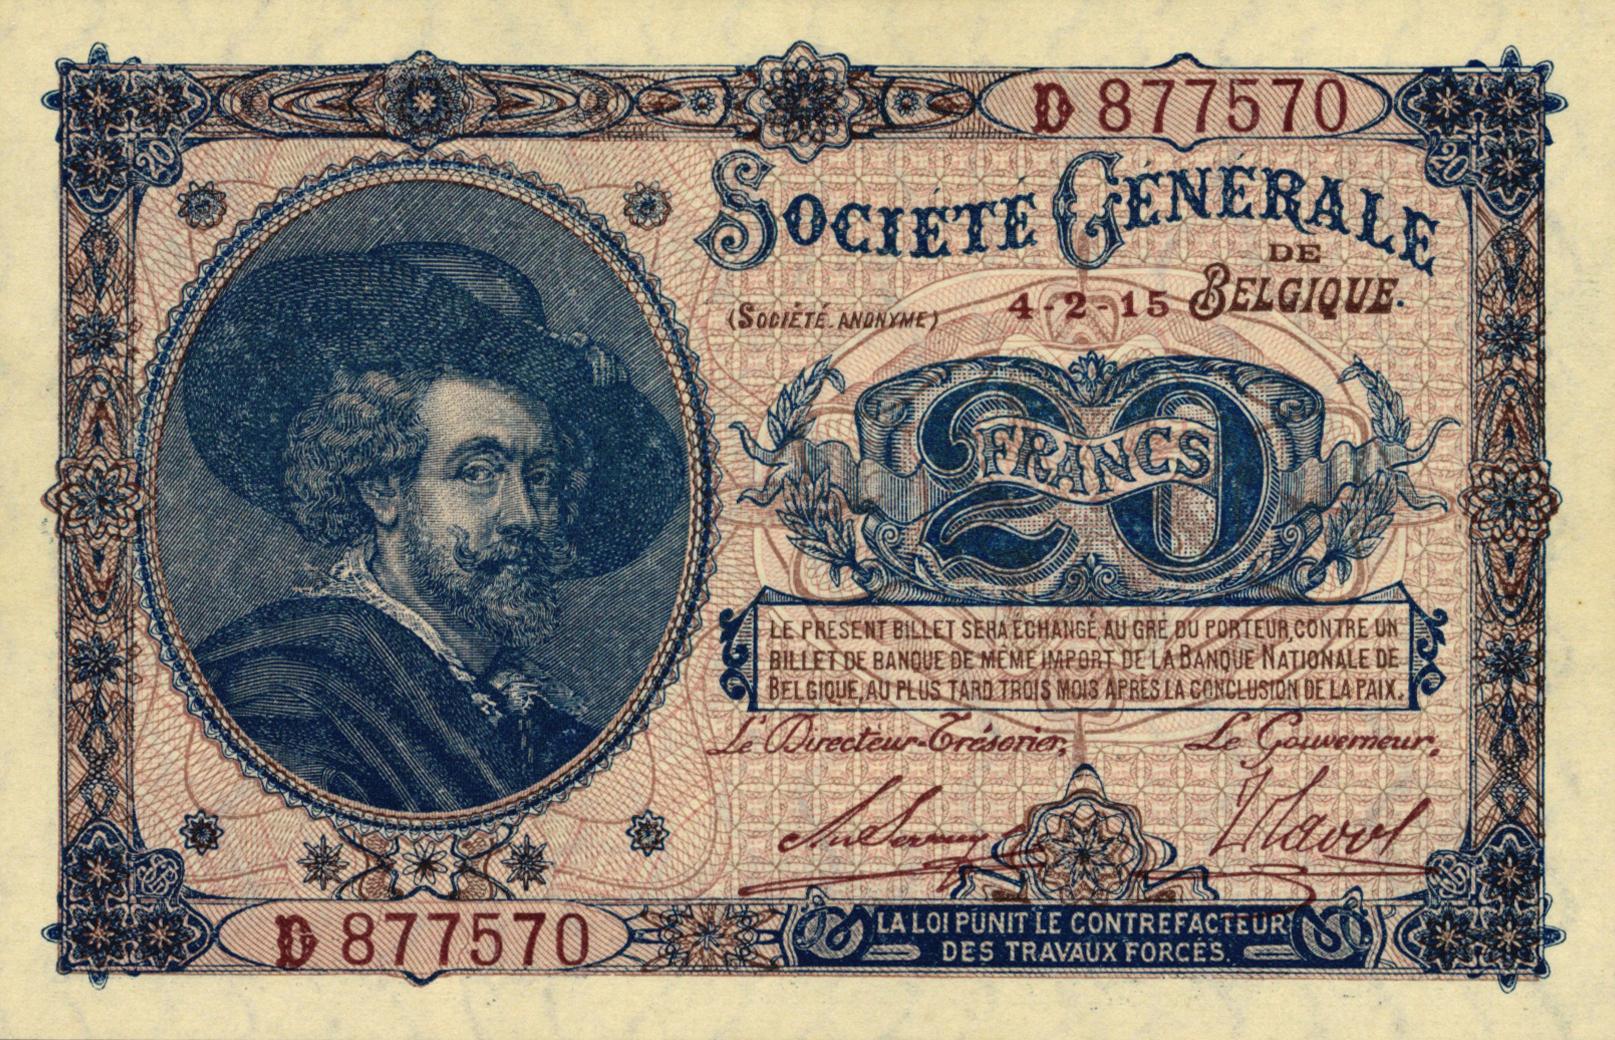 D 877570
20
20
SOCIÉTÉ GÉNÉRALE
DE
BELGIQUE.
(SOCIÉTÉ ANONYME)
4-2-15
20
FRANCS
LE PRESENT BILLET SERA ÉCHANGÉ, AU GRÉ DU PORTEUR, CONTRE UN
BILLET DE BANQUE DE MÊME IMPORT DE LA BANQUE NATIONALE DE
BELGIQUE, AU PLUS TARD TROIS MOIS APRÈS LA CONCLUSION DE LA PAIX.
Le Directeur-Trésorier,
Le Gouverneur,
D 877570
LA LOI PUNIT LE CONTREFACTEUR
DES TRAVAUX FORCÉS.